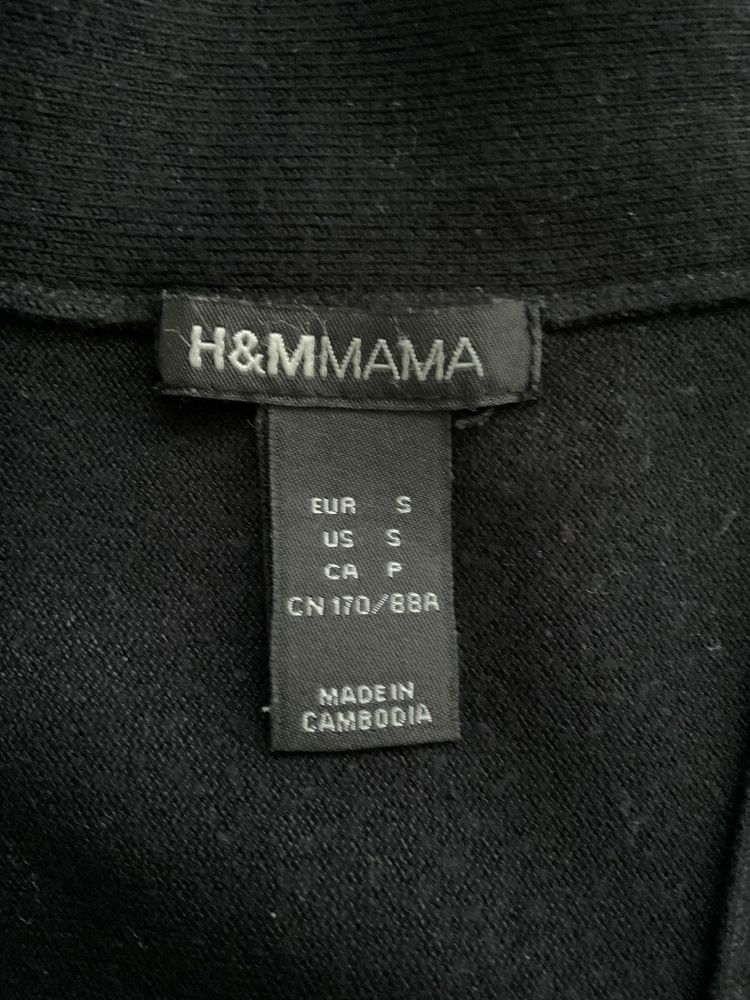 H&MMAMA
EUR S
US S
CA P
CN 170/88A
MADE IN
CAMBODIA